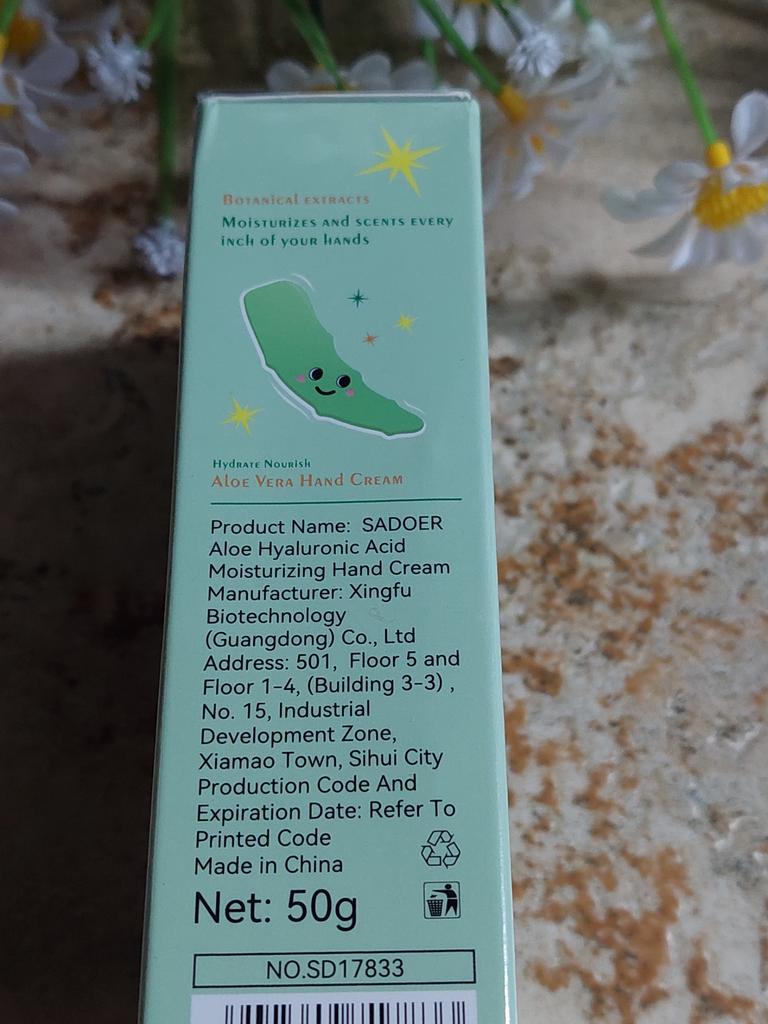 Botanical extracts
Moisturizes and scents every
inch of your hands
Hydrate Nourish
Aloe Vera Hand Cream
Product Name: SADOER
Aloe Hyaluronic Acid
Moisturizing Hand Cream
Manufacturer: Xingfu
Biotechnology
(Guangdong) Co., Ltd
Address: 501, Floor 5 and
Floor 1-4, (Building 3-3) ,
No. 15, Industrial
Development Zone,
Xiamao Town, Sihui City
Production Code And
Expiration Date: Refer To
Printed Code
Made in China
Net: 50g
NO.SD17833